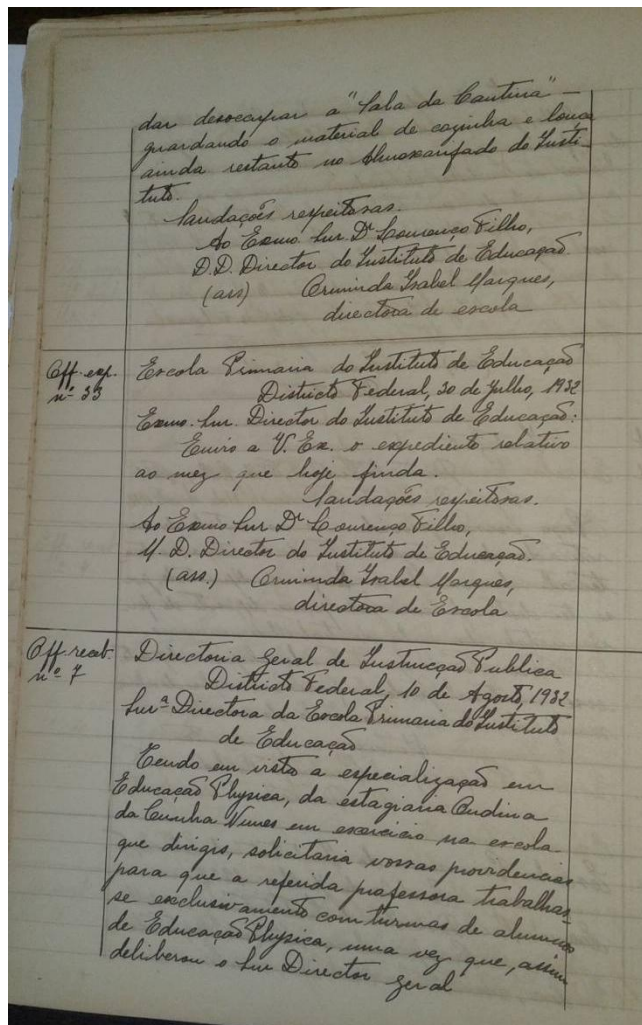 dar desoccupar a "Sala da Cantina" –
guardando o material de cozinha e louça
ainda restante no Almoxarifado do Insti-
tuto.
Saudações respeitosas.
Ao Exmo Snr. Dr Lourenço Filho,
D.D. Director do Instituto de Educação.
(ass) Orminda Isabel Marques,
directora de escola
Off. exp.
nº 33
Escola Primaria do Instituto de Educação
Districto Federal, 30 de Julho, 1932
Exmo. Snr. Director do Instituto de Educação:
Envio a V. Ex. o expediente relativo
ao mez que hoje finda.
Saudações respeitosas.
Ao Exmo Snr Dr Lourenço Filho,
M. D. Director do Instituto de Educação.
(ass.) Orminda Isabel Marques,
directora de Escola
Off. receb.
nº 7
Directoria Geral de Instrucção Publica
Districto Federal, 10 de Agosto, 1932
Snrª Directora da Escola Primaria do Instituto
de Educação
Tendo em vista a especialização em
Educação Physica, da estagiaria Ondina
da Cunha Nunes em exercicio na escola
que dirigis, solicitaria vossas providencias
para que a referida professora trabalhas-
se exclusivamente com turmas de alumnos
de Educação Physica, uma vez que, assim
deliberou o Snr Director Geral